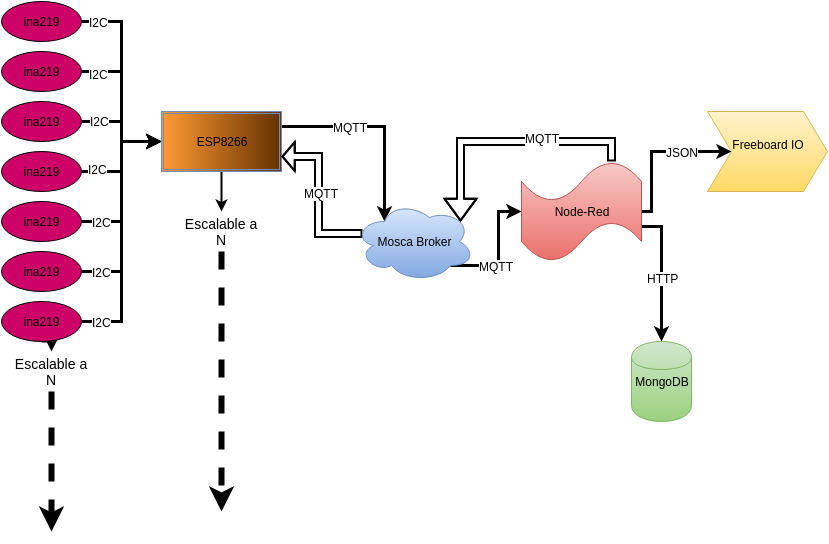 ina219
I2C
ina219
I2C
ina219
I2C
ina219
I2C
ina219
I2C
ina219
I2C
ina219
I2C
Escalable a
N
ESP8266
Escalable a
N
MQTT
MQTT
Mosca Broker
MQTT
MQTT
Node-Red
JSON
Freeboard IO
HTTP
MongoDB